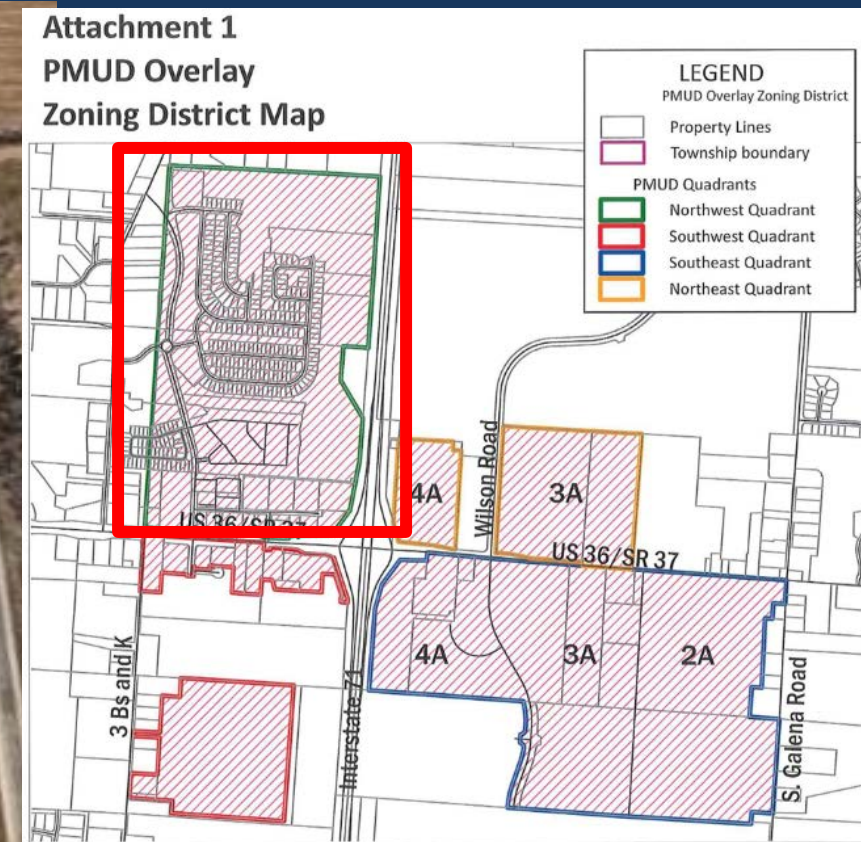 Attachment 1
PMUD Overlay
Zoning District Map
LEGEND
PMUD Overlay Zoning District
Property Lines
Township boundary
PMUD Quadrants
Northwest Quadrant
Southwest Quadrant
Southeast Quadrant
Northeast Quadrant
4A
Wilson Road
3A
US 36/SR 37
US 36/SR 37
4A
3A
2A
3 Bs and K
Interstate 71
S. Galena Road